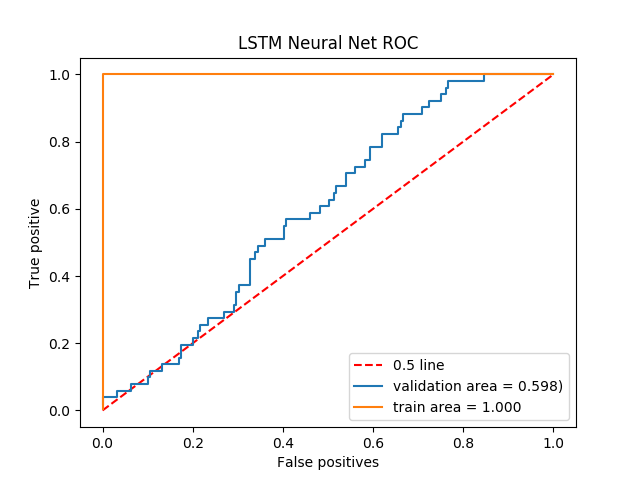 LSTM Neural Net ROC
True positive
1.0
0.8
0.6
0.4
0.2
0.0
0.5 line
validation area = 0.598)
train area = 1.000
0.0 0.2 0.4 0.6 0.8 1.0
False positives